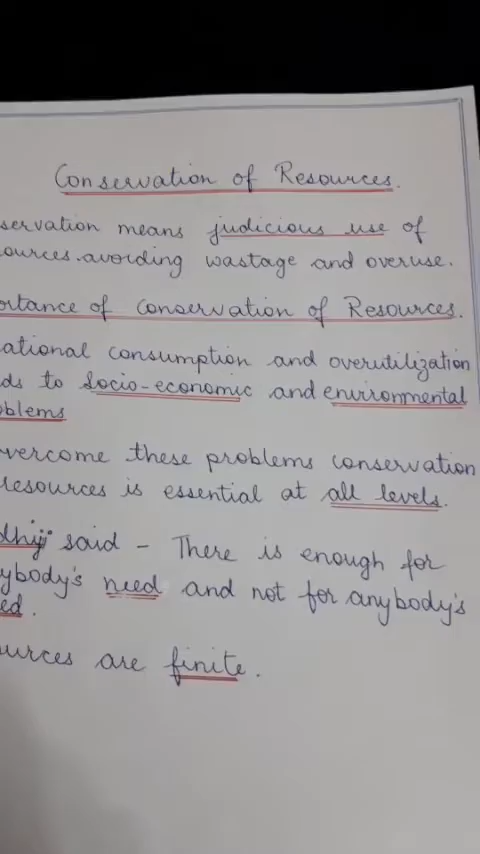 Conservation of Resources.
servation means judicious use of
ources. avoiding wastage and overuse.
ortance of Conservation of Resources.
ational consumption and overutilization
ds to Socio-economic and environmental
oblems
vercome these problems conservation
resources is essential at all levels.
dhiji said – There is enough for
ybody's need and not for anybody's
ed.
urces are finite.